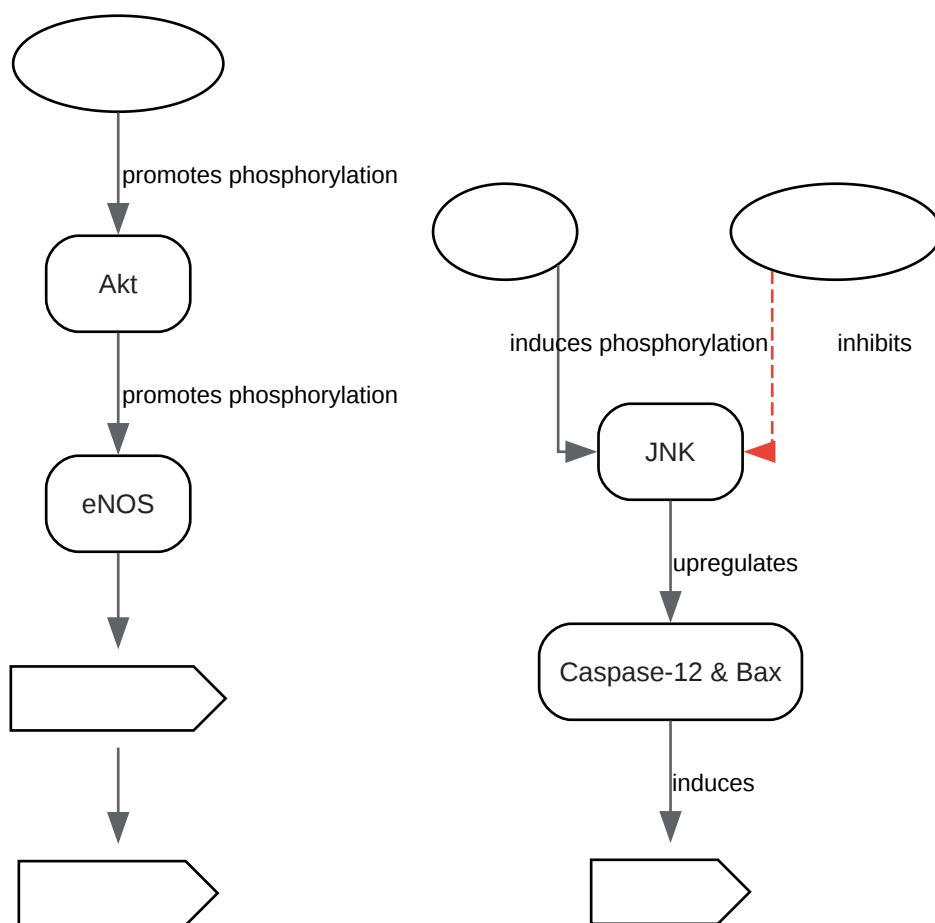 promotes phosphorylation
Akt
promotes phosphorylation
eNOS
induces phosphorylation
inhibits
JNK
upregulates
Caspase-12 & Bax
induces